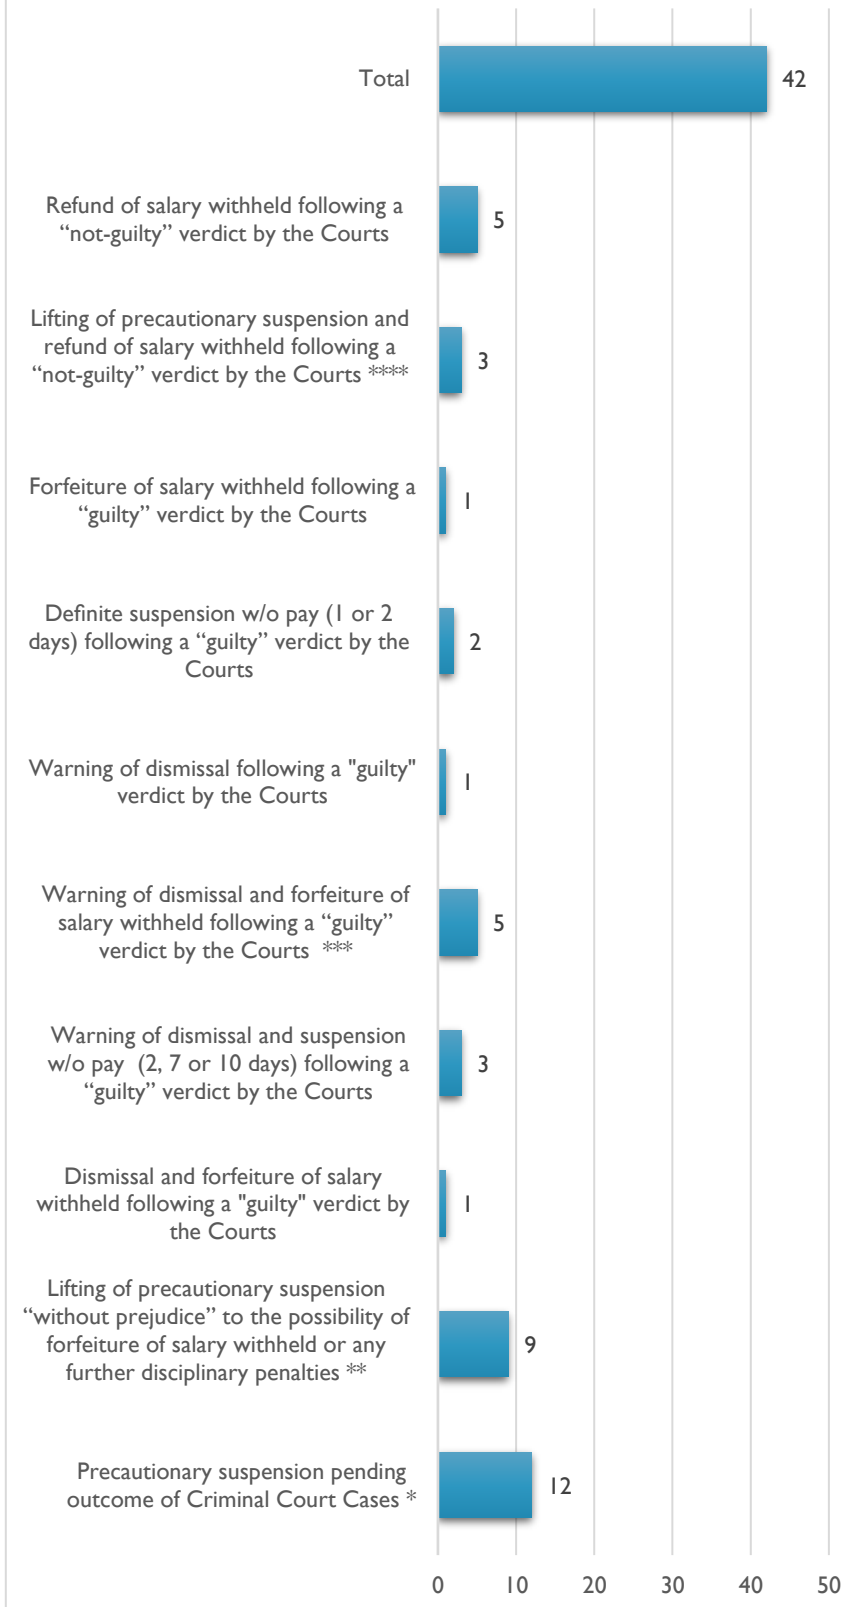 Total
42
Refund of salary withheld following a
“not-guilty” verdict by the Courts
5
Lifting of precautionary suspension and
refund of salary withheld following a
“not-guilty” verdict by the Courts ****
3
Forfeiture of salary withheld following a
“guilty” verdict by the Courts
1
Definite suspension w/o pay (1 or 2
days) following a “guilty” verdict by the
Courts
2
Warning of dismissal following a "guilty"
verdict by the Courts
1
Warning of dismissal and forfeiture of
salary withheld following a “guilty”
verdict by the Courts ***
5
Warning of dismissal and suspension
w/o pay (2, 7 or 10 days) following a
“guilty” verdict by the Courts
3
Dismissal and forfeiture of salary
withheld following a "guilty" verdict by
the Courts
1
Lifting of precautionary suspension
“without prejudice” to the possibility of
forfeiture of salary withheld or any
further disciplinary penalties **
9
Precautionary suspension pending
outcome of Criminal Court Cases *
12
0 10 20 30 40 50